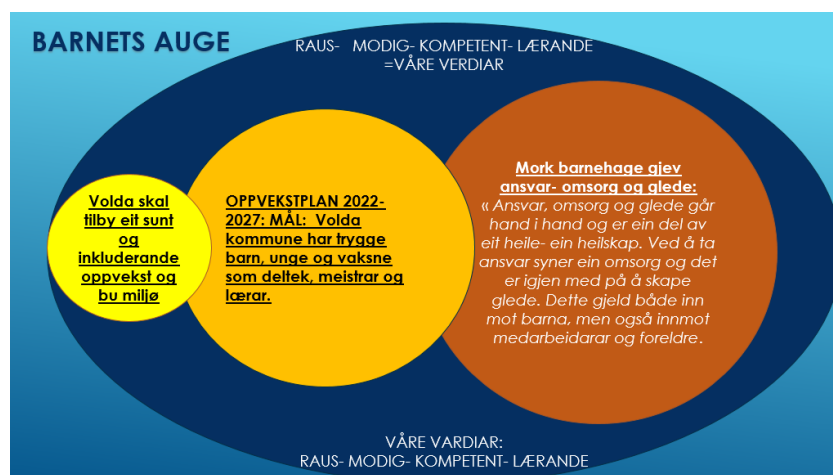 BARNETS AUGE
RAUS- MODIG- KOMPETENT- LÆRANDE
=VÅRE VERDIAR
Volda skal
tilby eit sunt
og
inkluderande
oppvekst og
bu miljø
OPPVEKSTPLAN 2022-
2027: MÅL: Volda
kommune har trygge
barn, unge og vaksne
som deltek, meistrar og
lærar.
Mork barnehage gjev
ansvar- omsorg og glede:
« Ansvar, omsorg og glede går
hand i hand og er ein del av
eit heile- ein heilskap. Ved å ta
ansvar syner ein omsorg og det
er igjen med på å skape
glede. Dette gjeld både inn
mot barna, men også innmot
medarbeidarar og foreldre.
VÅRE VARDIAR:
RAUS- MODIG- KOMPETENT- LÆRANDE